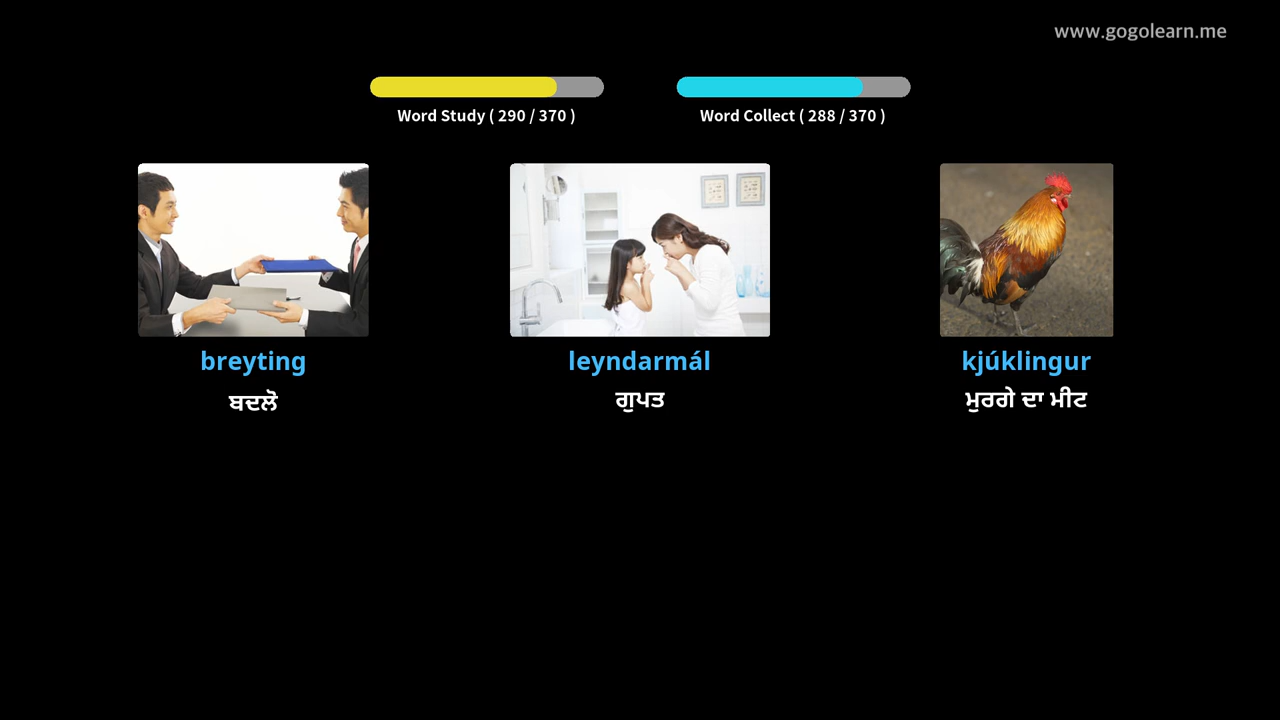 www.gogolearn.me
Word Study ( 290 / 370 )
Word Collect ( 288 / 370 )
breyting
leyndarmál
kjúklingur
ਬਦਲੋ
ਗੁਪਤ
ਮੁਰਗੇ ਦਾ ਮੀਟ